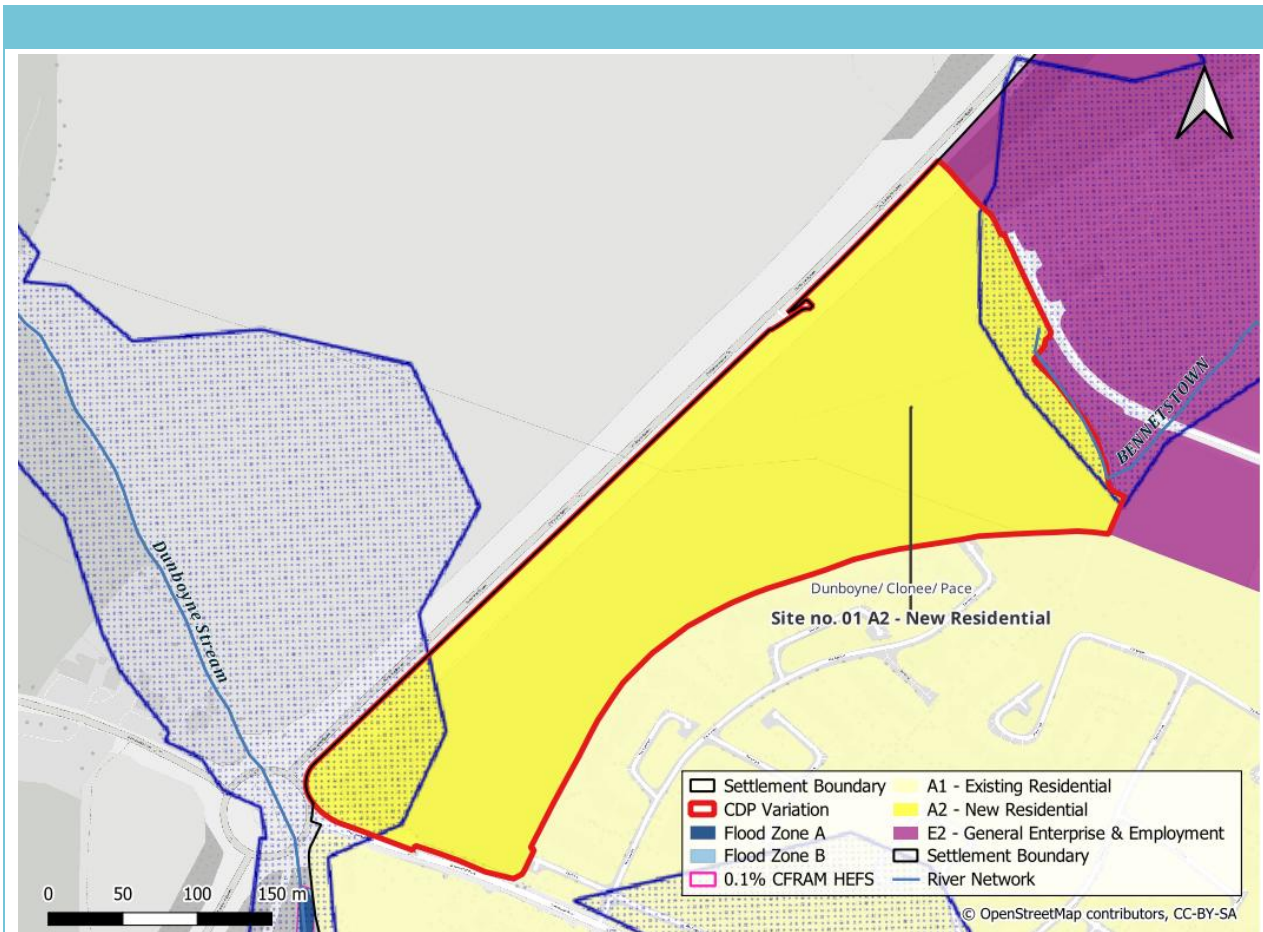 BENNETSTOWN
Dunboyne Stream
Dunboyne/ Clonee/ Pace
Site no. 01 A2 - New Residential
Settlement Boundary
CDP Variation
Flood Zone A
Flood Zone B
0.1% CFRAM HEFS
A1 - Existing Residential
A2 - New Residential
E2 - General Enterprise & Employment
Settlement Boundary
River Network
0 50 100 150 m
© OpenStreetMap contributors, CC-BY-SA